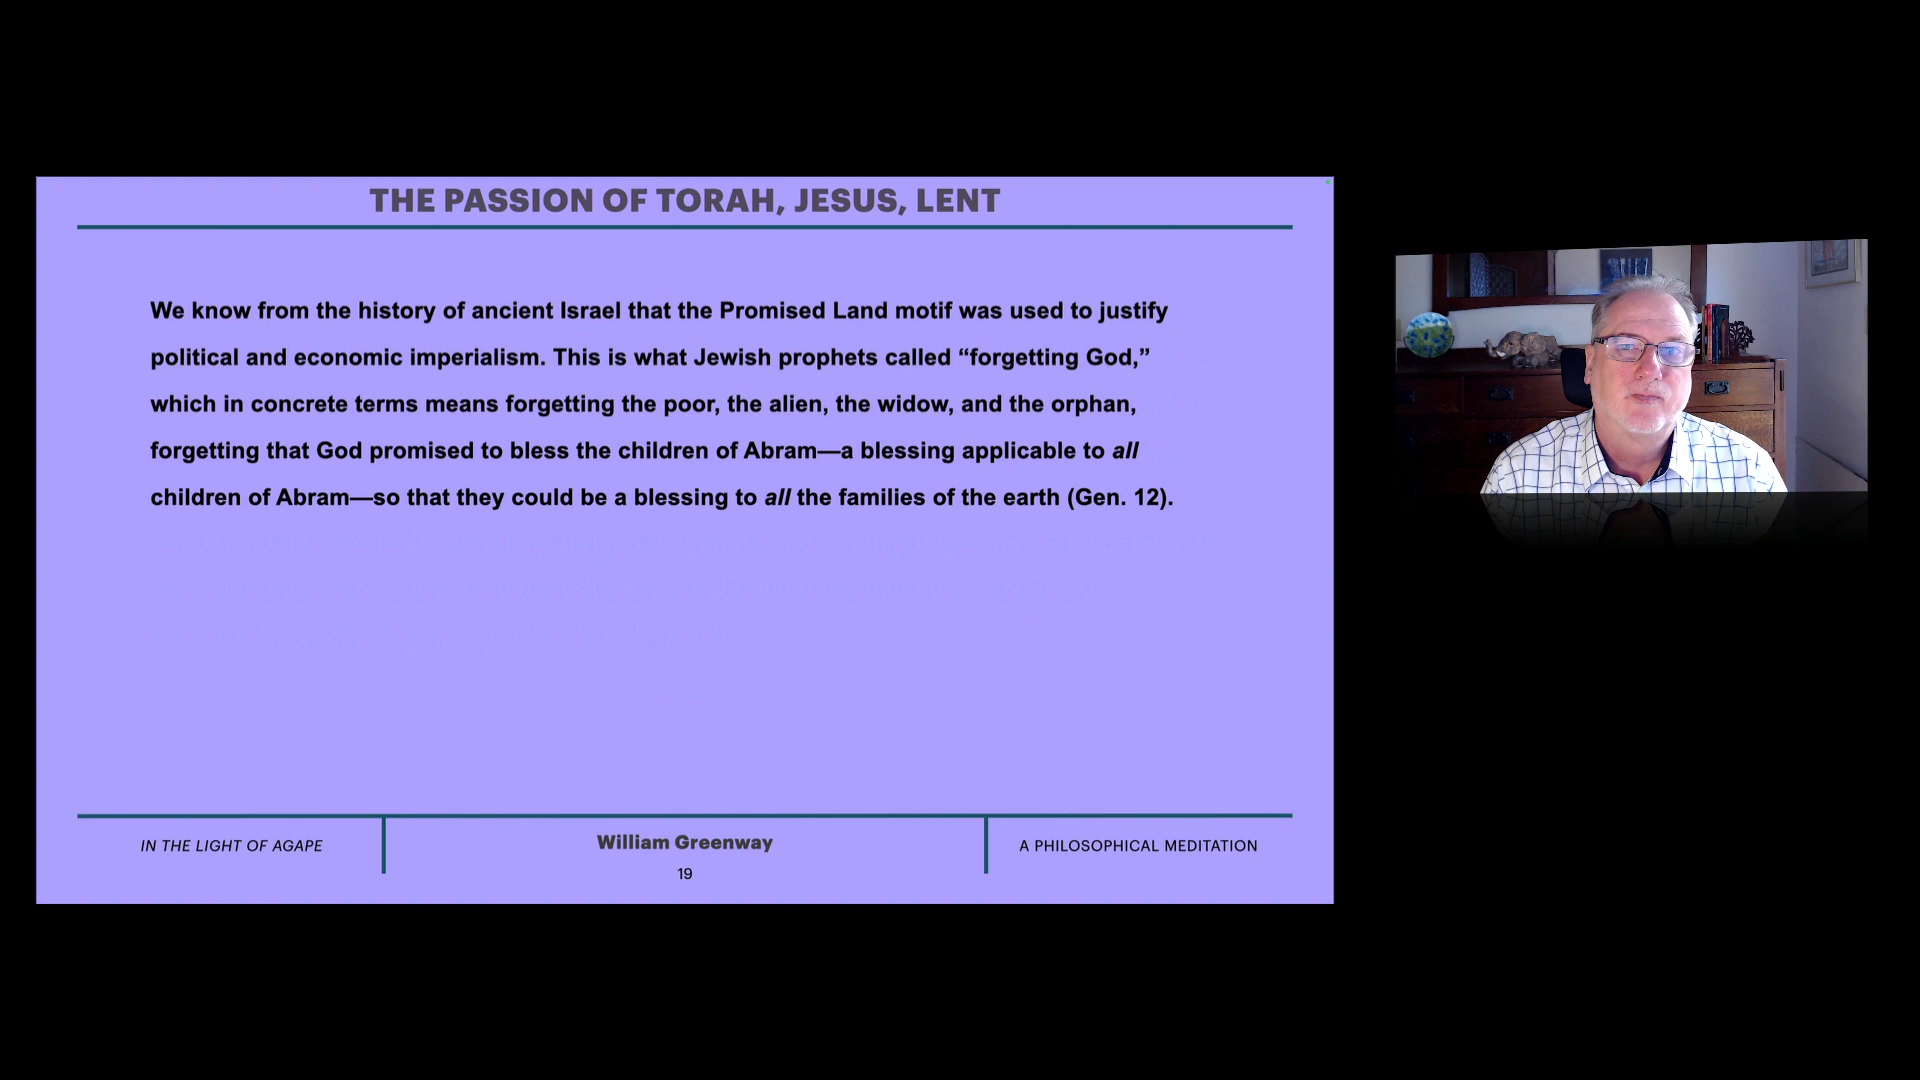 THE PASSION OF TORAH, JESUS, LENT
We know from the history of ancient Israel that the Promised Land motif was used to justify
political and economic imperialism. This is what Jewish prophets called “forgetting God,”
which in concrete terms means forgetting the poor, the alien, the widow, and the orphan,
forgetting that God promised to bless the children of Abram—a blessing applicable to all
children of Abram—so that they could be a blessing to all the families of the earth (Gen. 12).
IN THE LIGHT OF AGAPE
William Greenway
19
A PHILOSOPHICAL MEDITATION